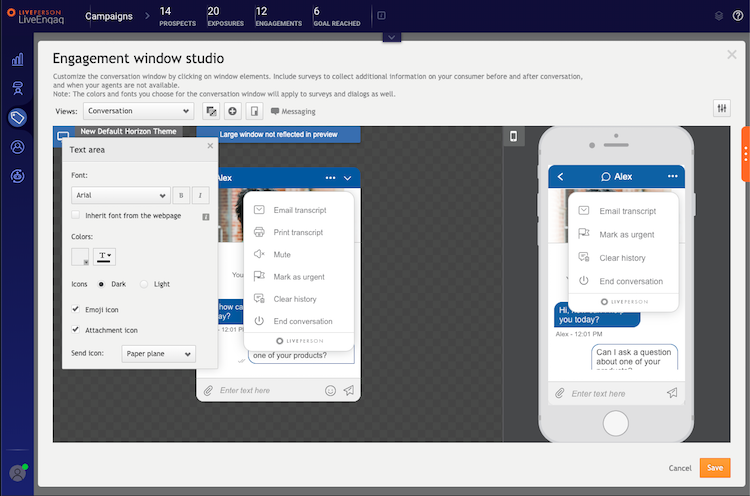 LIVEPERSON
LiveEngaq
Campaigns
14
PROSPECTS
20
EXPOSURES
12
ENGAGEMENTS
6
GOAL REACHED
Engagement window studio
Customize the conversation window by clicking on window elements. Include surveys to collect additional information on your consumer before and after conversation,
and when your agents are not available.
Note: The colors and fonts you choose for the conversation window will apply to surveys and dialogs as well.
Views:
Conversation
Messaging
New Default Horizon Theme
Large window not reflected in preview
Text area
Font:
Arial
B
I
Inherit font from the webpage
Colors:
T
Icons
Dark
Light
Emoji Icon
Attachment Icon
Send Icon:
Paper plane
Alex
Email transcript
Print transcript
Mute
Mark as urgent
Clear history
End conversation
LIVEPERSON
You
how ca
ay?
12:01 PM
one of your products?
Enter text here
Alex
Email transcript
Mark as urgent
Clear history
End conversation
LIVEPERSON
Hi,
you today?
Alex - 12:01 PM
Can I ask a question
about one of your
products?
Enter text here
Cancel
Save